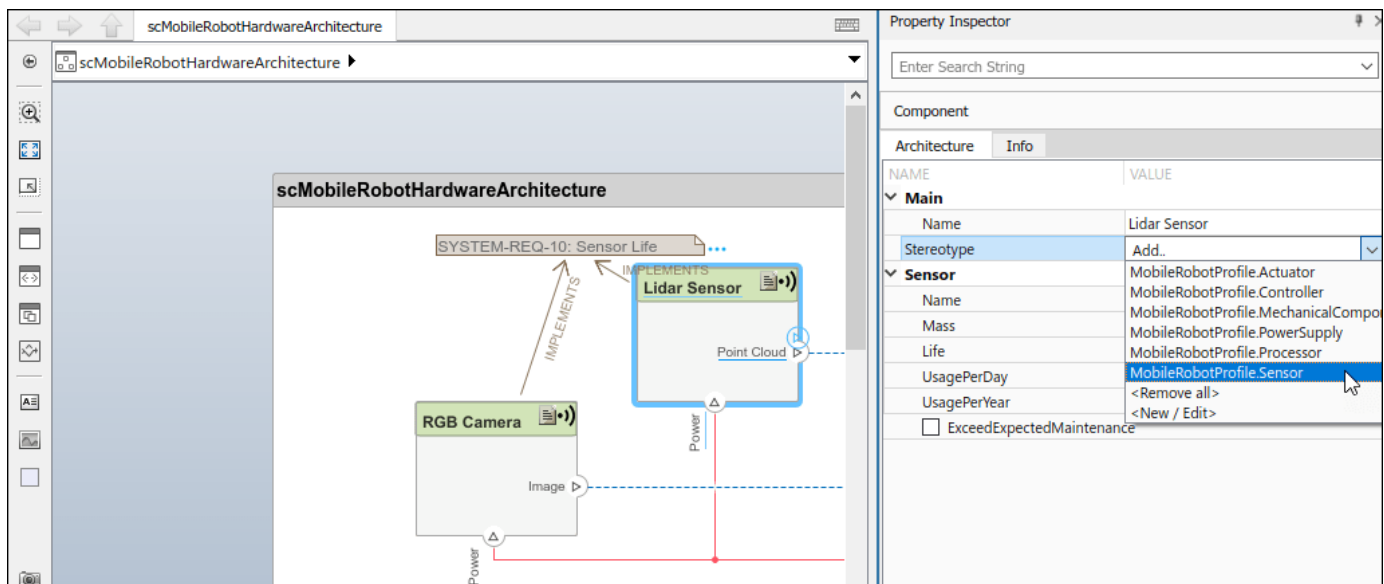 scMobileRobotHardwareArchitecture
scMobileRobotHardwareArchitecture
scMobileRobotHardwareArchitecture
SYSTEM-REQ-10: Sensor Life
IMPLEMENTS
Lidar Sensor
IMPLEMENTS
Point Cloud
Power
RGB Camera
Image
Power
Property Inspector
Enter Search String
Component
Architecture Info
NAME VALUE
Main
Name Lidar Sensor
Stereotype Add..
MobileRobotProfile.Actuator
MobileRobotProfile.Controller
MobileRobotProfile.MechanicalCompo
MobileRobotProfile.PowerSupply
MobileRobotProfile.Processor
MobileRobotProfile.Sensor
<Remove all>
<New / Edit>
Sensor
Name
Mass
Life
UsagePerDay
UsagePerYear
ExceedExpectedMaintenance